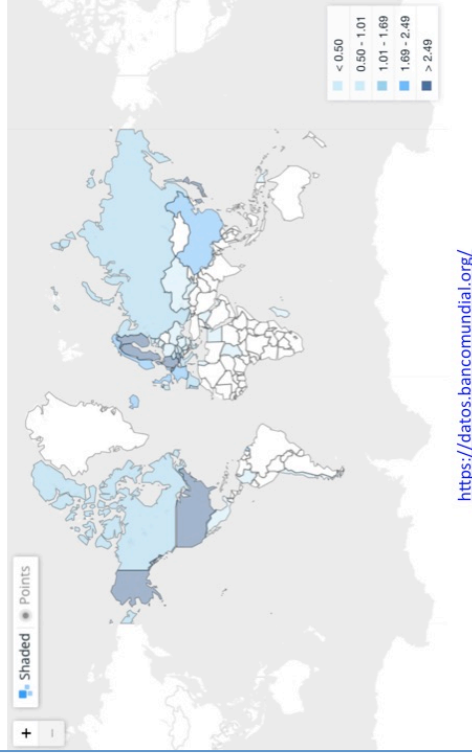 +
−
Shaded Points
< 0.50
0.50 - 1.01
1.01 - 1.69
1.69 - 2.49
> 2.49
https://datos.bancomundial.org/